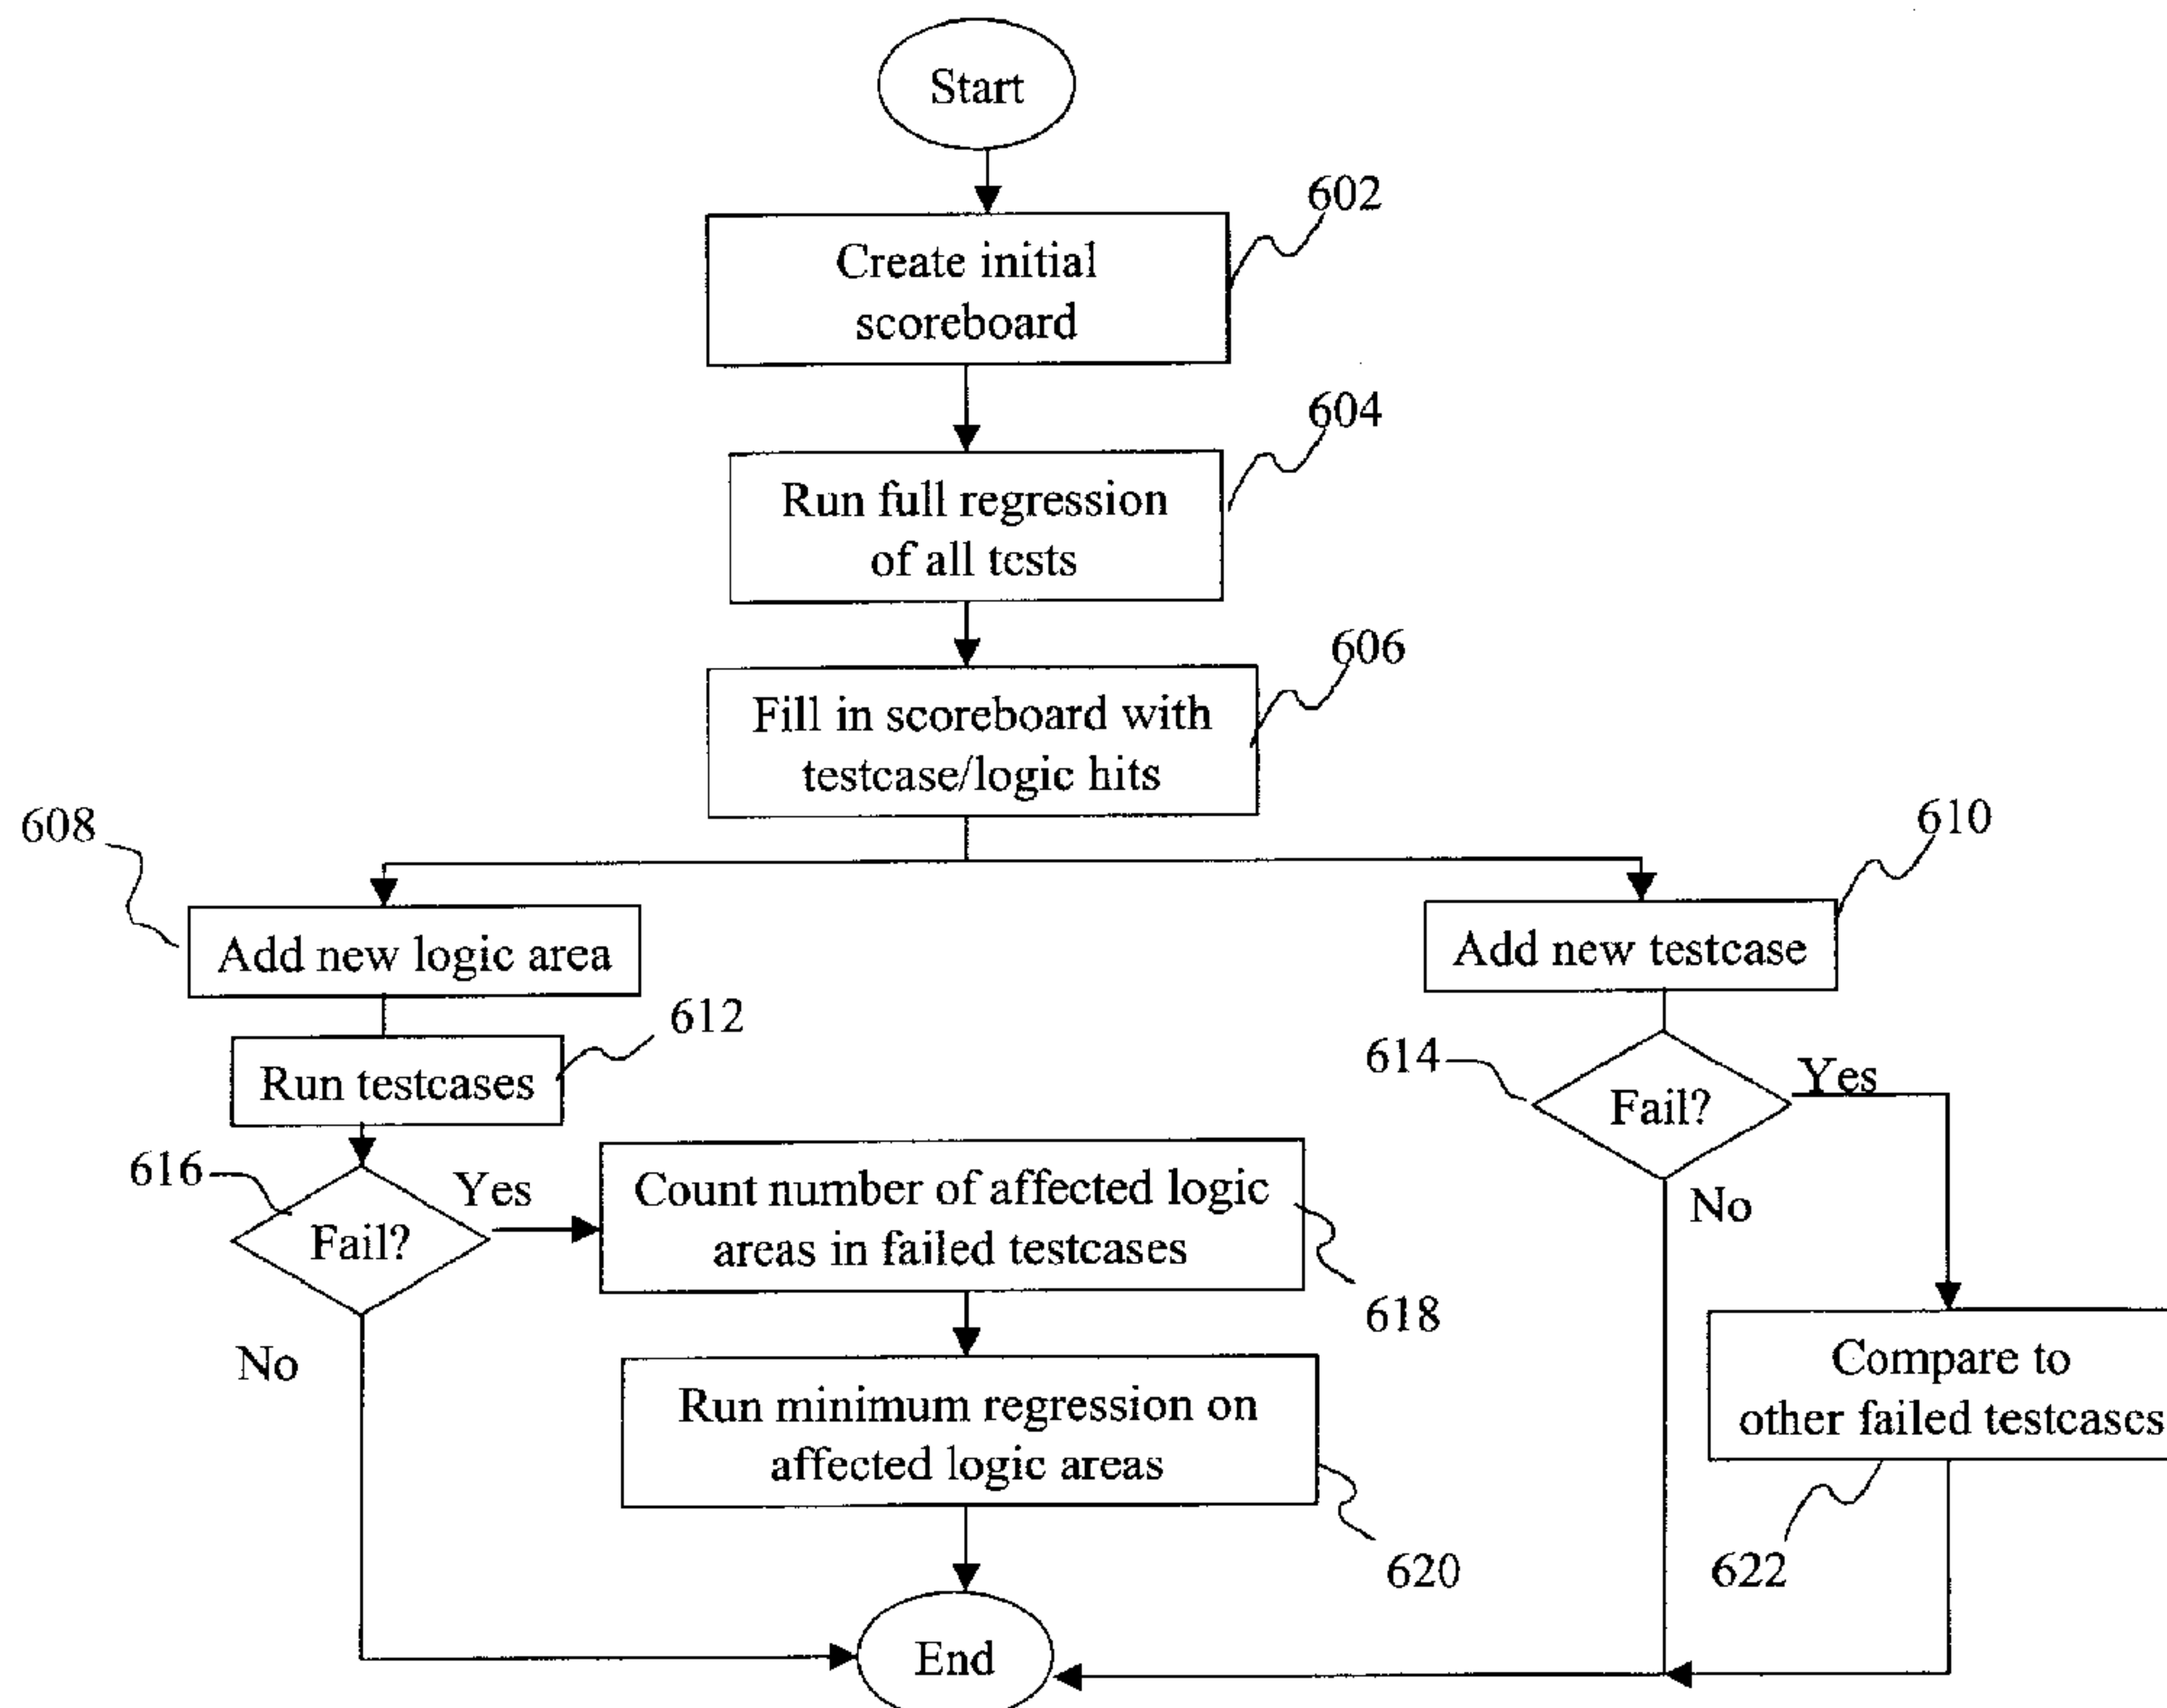 Start
602
Create initial
scoreboard
604
Run full regression
of all tests
606
Fill in scoreboard with
testcase/logic hits
608
610
Add new logic area
Add new testcase
612
Run testcases
614
Fail?
Yes
No
616
Fail?
Yes
No
Count number of affected logic
areas in failed testcases
618
Run minimum regression on
affected logic areas
620
Compare to
other failed testcases
622
End